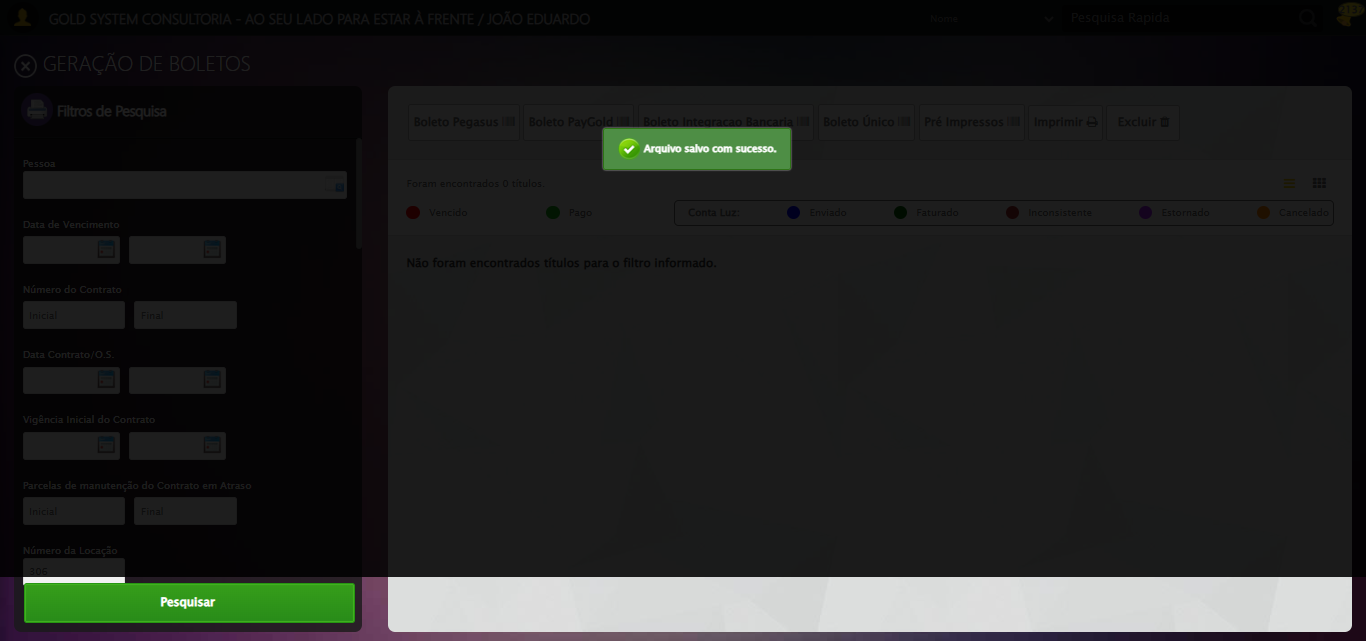 GOLD SYSTEM CONSULTORIA - AO SEU LADO PARA ESTAR À FRENTE / JOÃO EDUARDO
Nome
Pesquisa Rapida
GERAÇÃO DE BOLETOS
Filtros de Pesquisa
Pessoa
Data de Vencimento
Número do Contrato
Inicial Final
Data Contrato/O.S.
Vigência Inicial do Contrato
Parcelas de manutenção do Contrato em Atraso
Inicial Final
Número da Locação
306
Pesquisar
Boleto Pegasus Boleto PayGold Boleto Integracao Bancaria Boleto Único Pré Impressos Imprimir Excluir
Arquivo salvo com sucesso.
Foram encontrados 0 títulos.
Vencido Pago Conta Luz: Enviado Faturado Inconsistente Estornado Cancelado
Não foram encontrados títulos para o filtro informado.